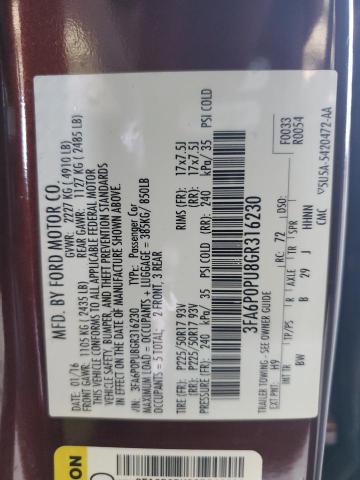 MFD. BY FORD MOTOR CO.
DATE: 01/16 GVWR: 2227 KG ( 4910 LB)
FRONT GAWR: 1105 KG ( 2435 LB) REAR GAWR: 1127 KG ( 2485 LB)
THIS VEHICLE CONFORMS TO ALL APPLICABLE FEDERAL MOTOR
VEHICLE SAFETY, BUMPER, AND THEFT PREVENTION STANDARDS
IN EFFECT ON THE DATE OF MANUFACTURE SHOWN ABOVE.
VIN: 3FA6P0PU8GR316230 TYPE: Passenger Car
MAXIMUM LOAD = OCCUPANTS + LUGGAGE = 385KG/ 850LB
OCCUPANTS = 5 TOTAL: 2 FRONT, 3 REAR
TIRE (FR): P225/50R17 93V RIMS (FR): 17x7.5J
(RR): P225/50R17 93V (RR): 17x7.5J
PRESSURE (FR): 240 kPa/ 35 PSI COLD (RR): 240 kPa/ 35 PSI COLD
3FA6P0PU8GR316230
F0033
R0054
TRAILER TOWING - SEE OWNERS GUIDE
EXT PNT: H9 RC: 72 DSO:
INT TR TP/PS R AXLE TR SPR
BW B 29 J HHNN
CMC
5U5A-5420472-AA